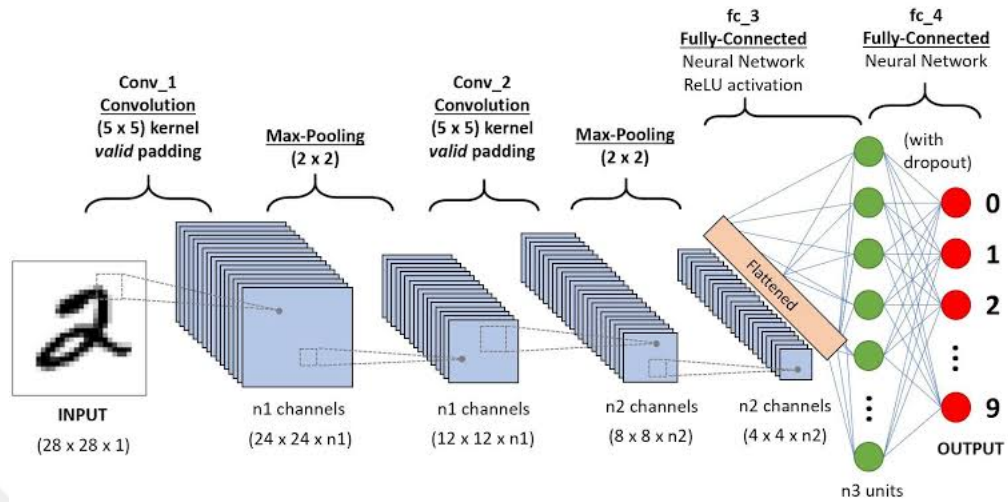 Conv_1
Convolution
(5 x 5) kernel
valid padding
Max-Pooling
(2 x 2)
Conv_2
Convolution
(5 x 5) kernel
valid padding
Max-Pooling
(2 x 2)
fc_3
Fully-Connected
Neural Network
ReLU activation
fc_4
Fully-Connected
Neural Network
(with
dropout)
2
Flattened
0
1
2
9
INPUT
(28 x 28 x 1)
n1 channels
(24 x 24 x n1)
n1 channels
(12 x 12 x n1)
n2 channels
(8 x 8 x n2)
n2 channels
(4 x 4 x n2)
n3 units
OUTPUT